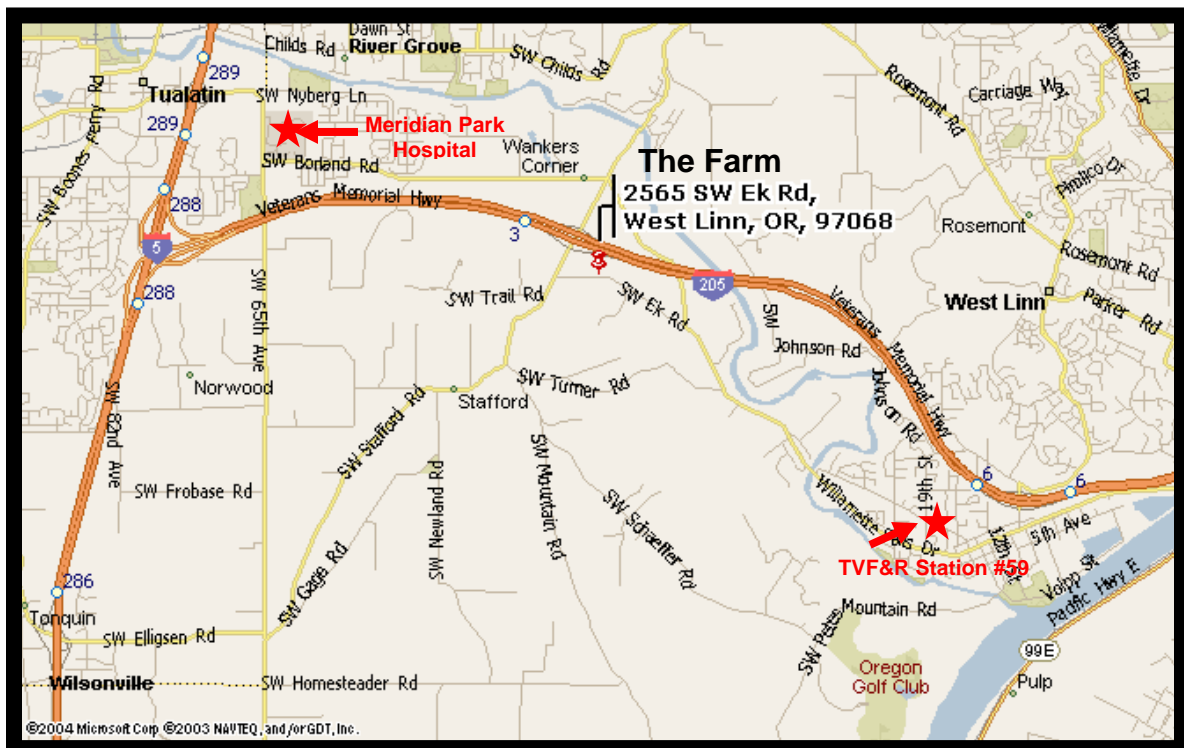 Dawn St
Childs Rd
River Grove
SW Childs Rd
289
Tualatin
SW Nyberg Ln
289
SW Boones Ferry Rd
Meridian Park
Hospital
SW Borland Rd
Wankers
Corner
Rosemont Rd
Carriage Way
Pimlico Dr
Willamette Dr
The Farm
2565 SW Ek Rd,
West Linn, OR, 97068
288
Veterans Memorial Hwy
3
5
Rosemont
Rosemont Rd
205
288
SW 65th Ave
SW Trail Rd
SW Ek Rd
SW
Johnson Rd
Veterans Memorial Hwy
West Linn
Parker Rd
Norwood
Stafford
SW Turner Rd
Johnson Rd
SW 82nd Ave
SW Stafford Rd
SW Frobase Rd
SW Newland Rd
SW Mountain Rd
SW Schaeffer Rd
19th St
6
6
Willamette Falls Dr
12th St
5th Ave
TVF&R Station #59
Volpp St
Pacific Hwy E
286
Tonquin
SW Gage Rd
SW Elligsen Rd
SW Petes
Mountain Rd
99E
Oregon
Golf Club
Pulp
Wilsonville
SW Homesteader Rd
©2004 Microsoft Corp ©2003 NAVTEQ, and/or GDT, Inc.